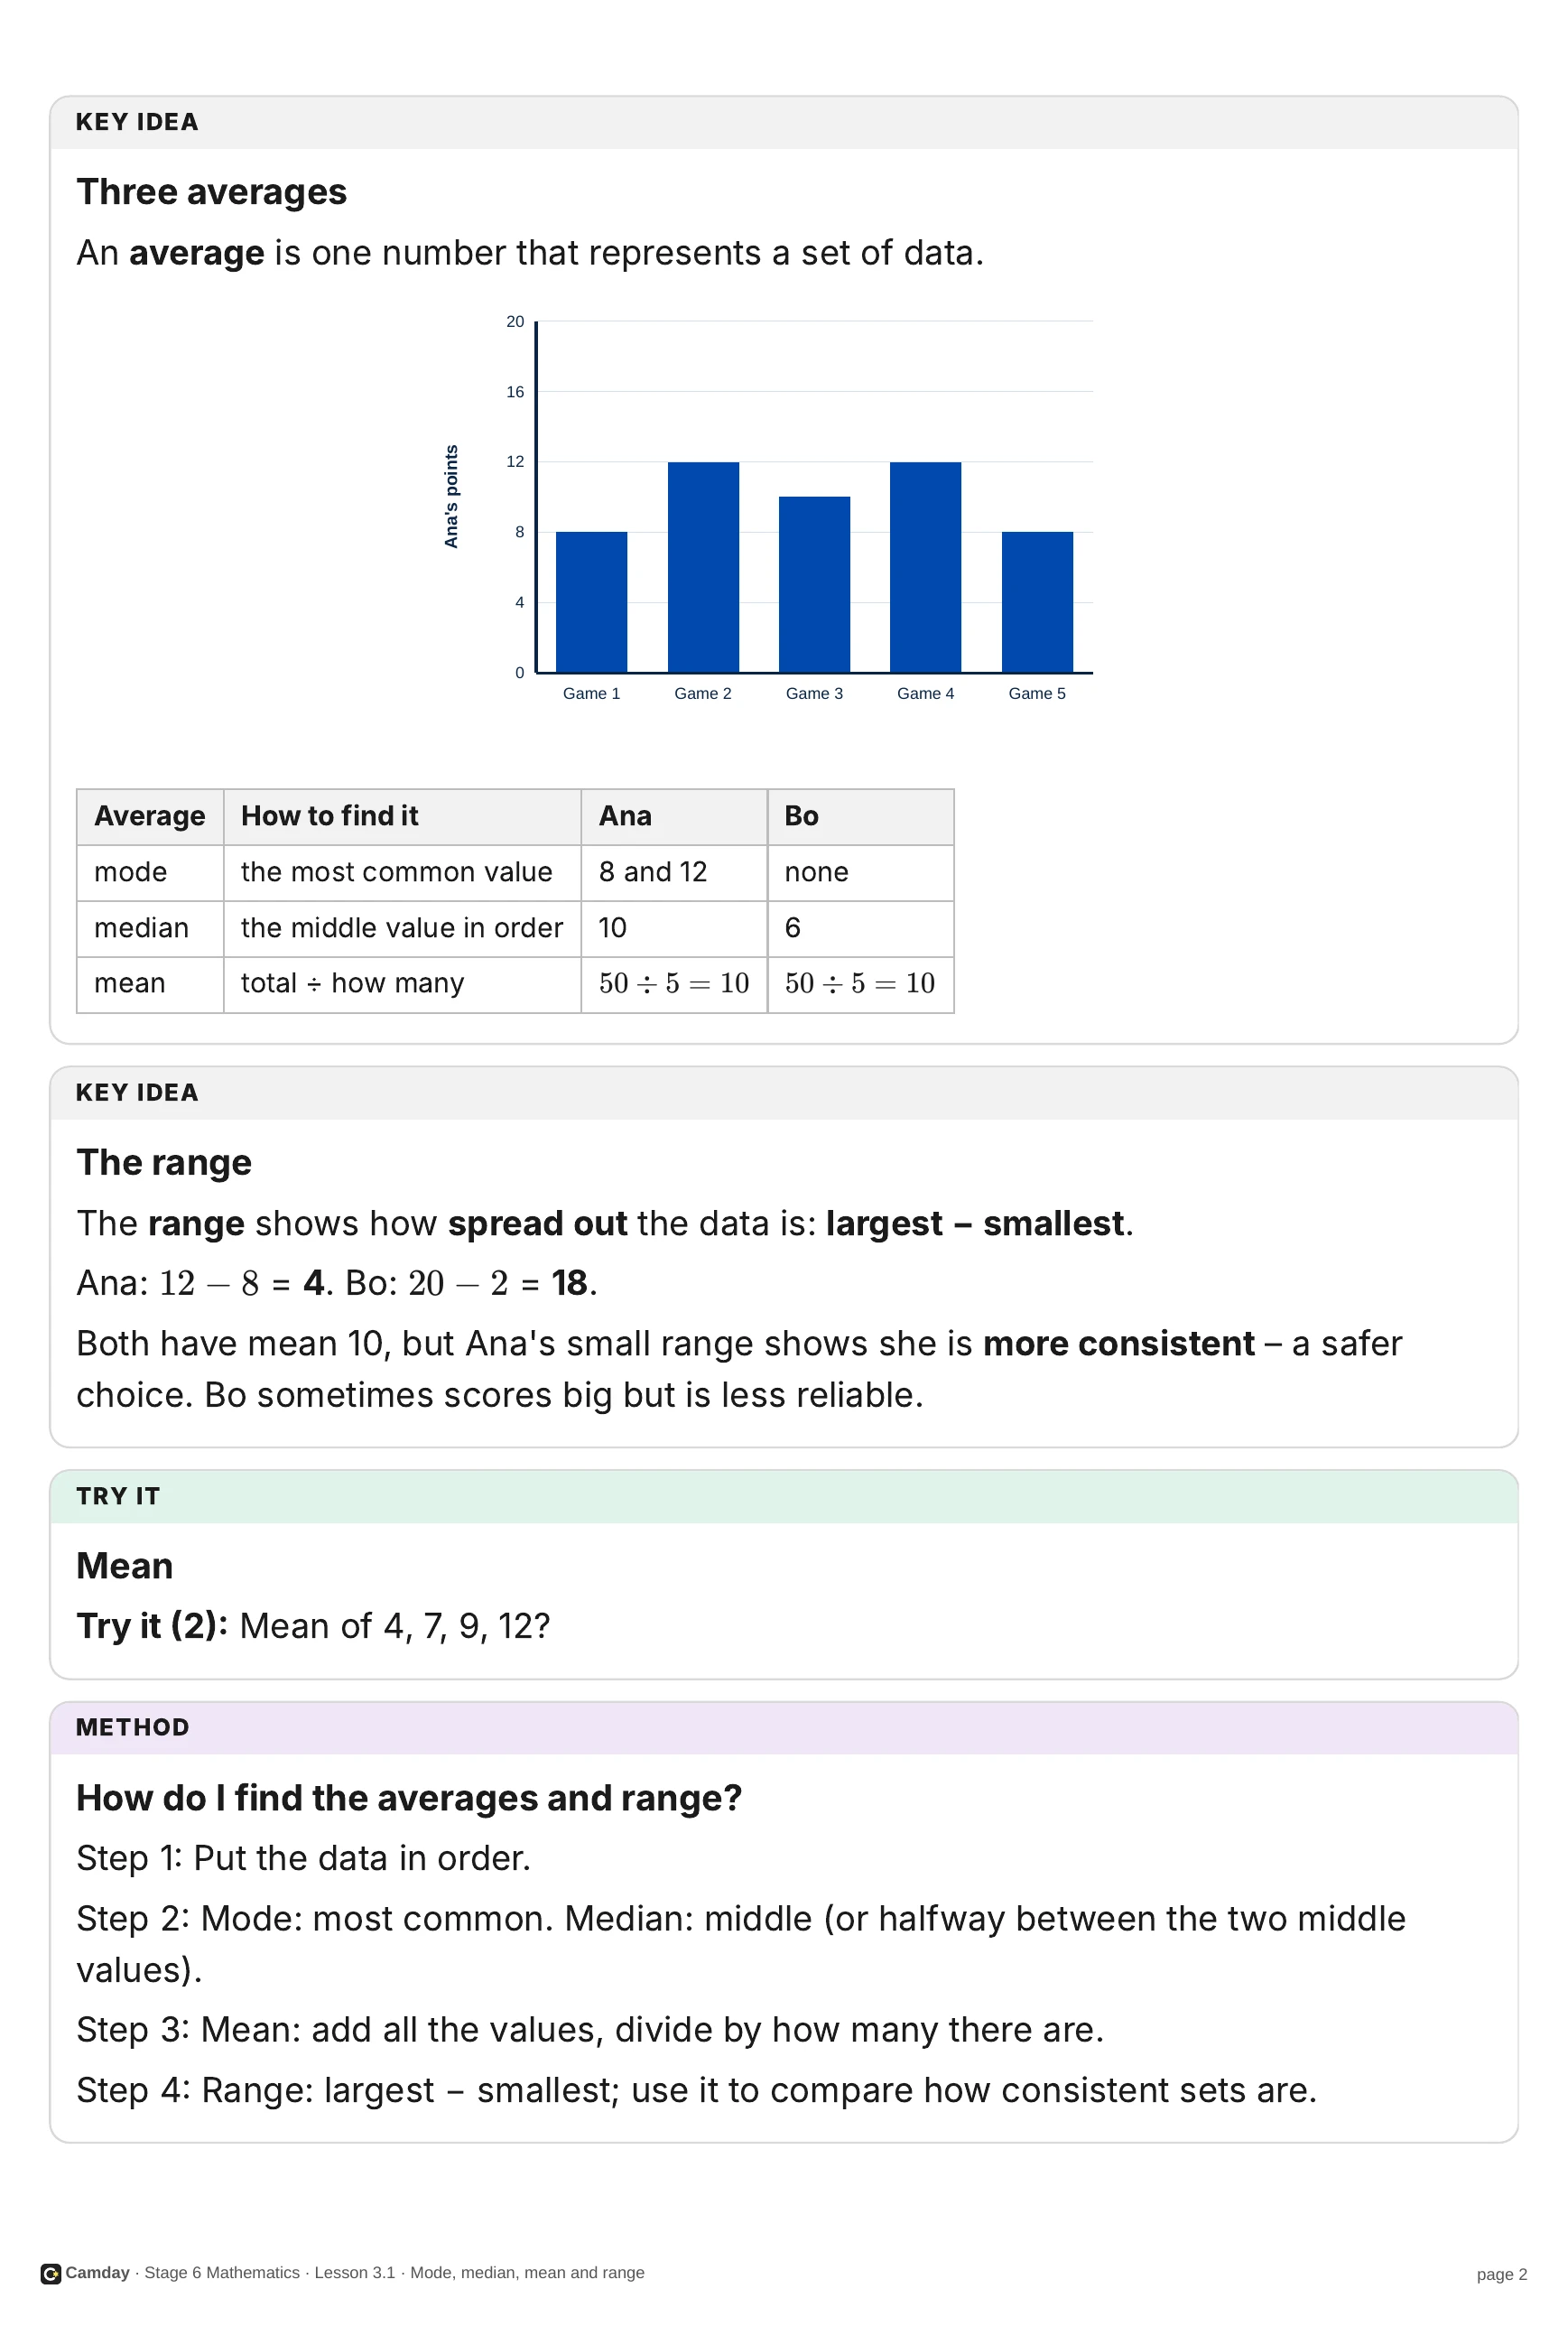 KEY IDEA
Three averages
An average is one number that represents a set of data.
20
16
12
8
4
0
Ana's points
Game 1 Game 2 Game 3 Game 4 Game 5
Average How to find it Ana Bo
mode the most common value 8 and 12 none
median the middle value in order 10 6
mean total ÷ how many 50 ÷ 5 = 10 50 ÷ 5 = 10
KEY IDEA
The range
The range shows how spread out the data is: largest − smallest.
Ana: 12 − 8 = 4. Bo: 20 − 2 = 18.
Both have mean 10, but Ana's small range shows she is more consistent – a safer
choice. Bo sometimes scores big but is less reliable.
TRY IT
Mean
Try it (2): Mean of 4, 7, 9, 12?
METHOD
How do I find the averages and range?
Step 1: Put the data in order.
Step 2: Mode: most common. Median: middle (or halfway between the two middle
values).
Step 3: Mean: add all the values, divide by how many there are.
Step 4: Range: largest − smallest; use it to compare how consistent sets are.
Camday · Stage 6 Mathematics · Lesson 3.1 · Mode, median, mean and range page 2